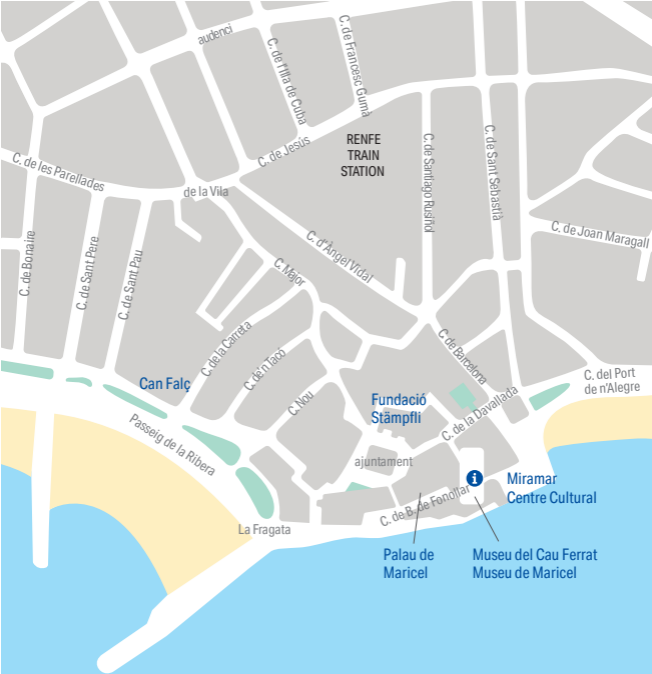 audenci
C. de l'Illa de Cuba
C. de Francesc Gumà
C. de Jesús
RENFE
TRAIN
STATION
C. de Santiago Rusiñol
C. de Sant Sebastià
C. de les Parellades
de la Vila
C. de Joan Maragall
C. de Bonaire
C. de Sant Pere
C. de Sant Pau
C. d'Àngel Vidal
C. Major
C. de la Carreta
C. de'n Tacò
C. Nou
C. de Barcelona
C. del Port
de n'Alegre
Can Falç
Fundació
Stämpfli
C. de la Davallada
Passeig de la Ribera
ajuntament
i
Miramar
Centre Cultural
C. de B. de Fonollar
La Fragata
Palau de
Maricel
Museu del Cau Ferrat
Museu de Maricel